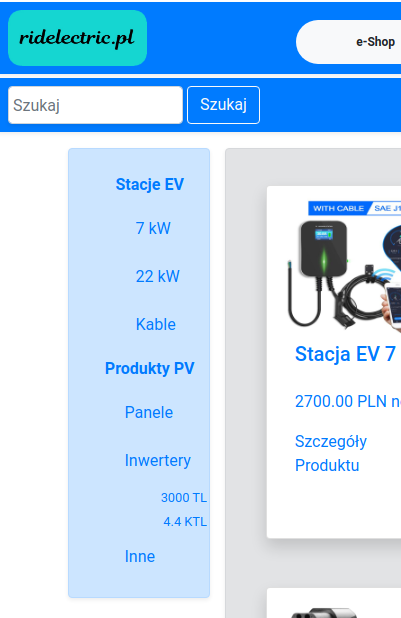 ridelectric.pl
e-Shop
Szukaj
Szukaj
Stacje EV
7 kW
22 kW
Kable
Produkty PV
Panele
Inwertery
3000 TL
4.4 KTL
Inne
WITH CABLE
SAE J1
Stacja EV 7
2700.00 PLN n
Szczegóły
Produktu